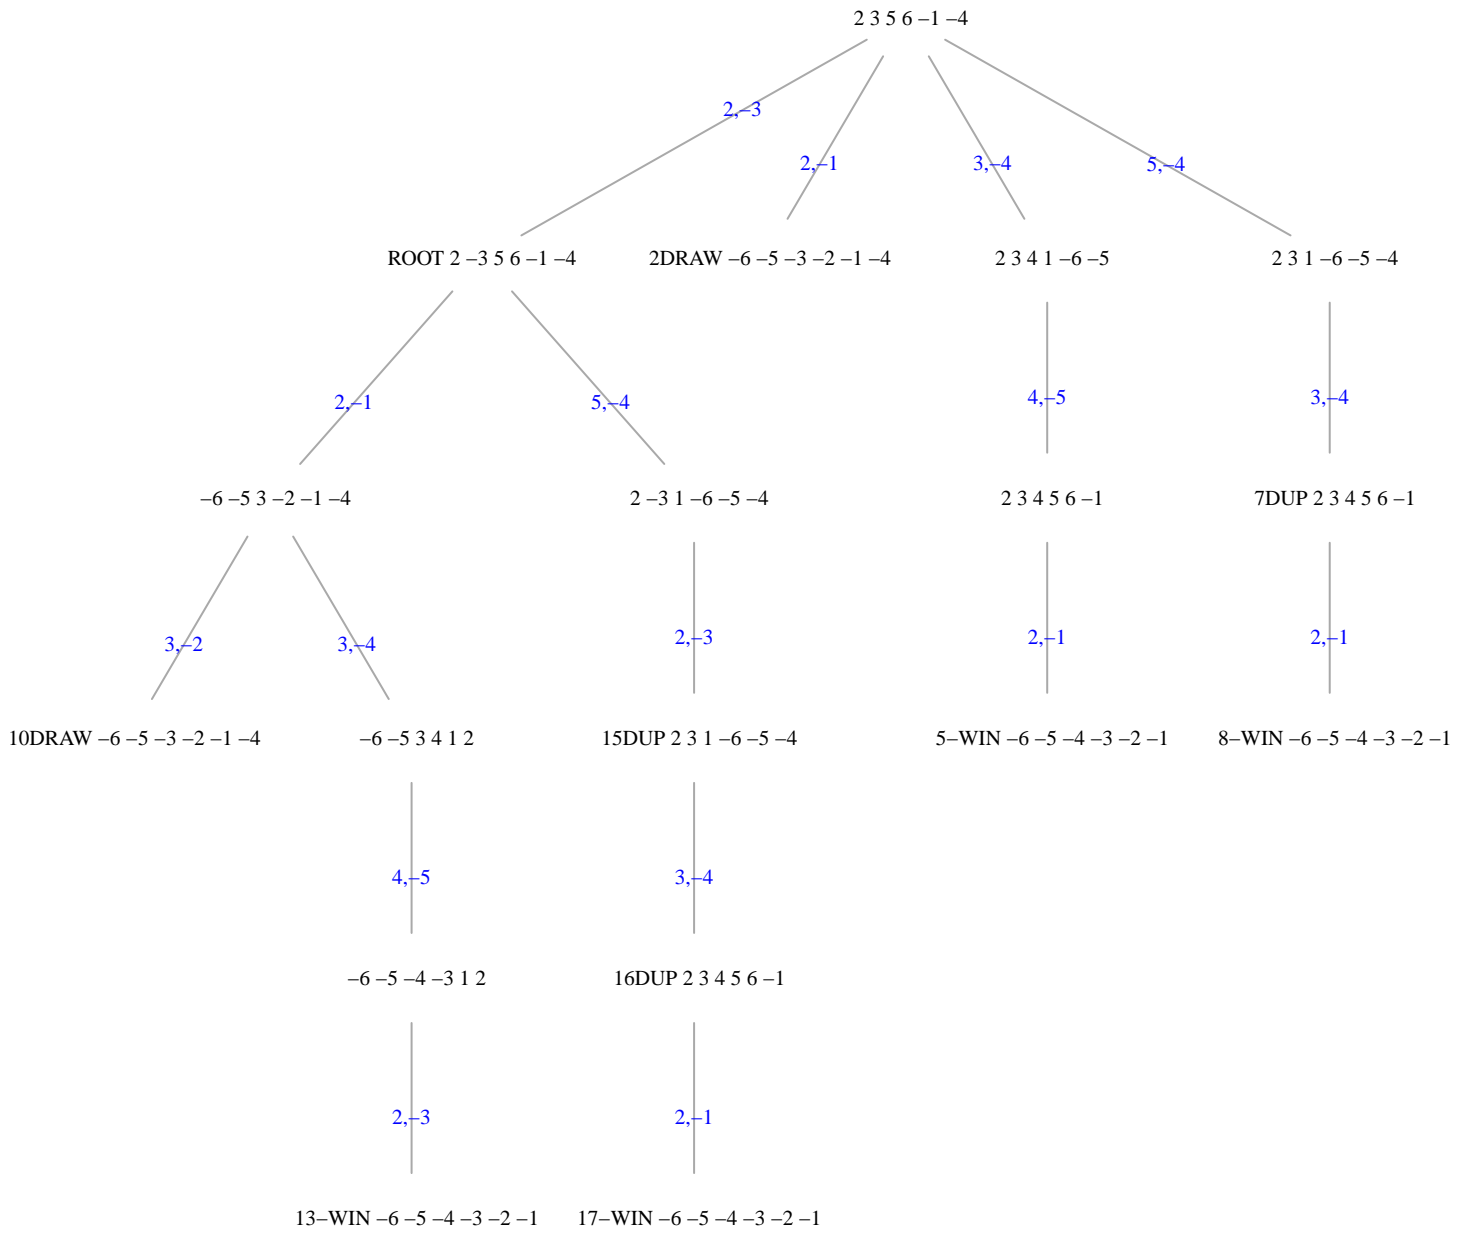 2 3 5 6 –1 –4
2,–3
2,–1
3,–4
5,–4
ROOT 2 –3 5 6 –1 –4
2DRAW –6 –5 –3 –2 –1 –4
2 3 4 1 –6 –5
2 3 1 –6 –5 –4
2,–1
5,–4
4,–5
3,–4
–6 –5 3 –2 –1 –4
2 –3 1 –6 –5 –4
2 3 4 5 6 –1
7DUP 2 3 4 5 6 –1
3,–2
3,–4
2,–3
2,–1
2,–1
10DRAW –6 –5 –3 –2 –1 –4
–6 –5 3 4 1 2
15DUP 2 3 1 –6 –5 –4
5–WIN –6 –5 –4 –3 –2 –1
8–WIN –6 –5 –4 –3 –2 –1
4,–5
3,–4
–6 –5 –4 –3 1 2
16DUP 2 3 4 5 6 –1
2,–3
2,–1
13–WIN –6 –5 –4 –3 –2 –1
17–WIN –6 –5 –4 –3 –2 –1